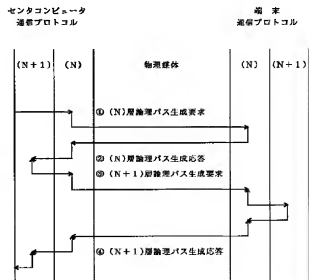 センタコンピュータ
通信プロトコル
端 末
通信プロトコル
(N+1) (N) 物理媒体 (N) (N+1)
① (N)層論理パス生成要求
② (N)層論理パス生成応答
③ (N+1)層論理パス生成要求
④ (N+1)層論理パス生成応答